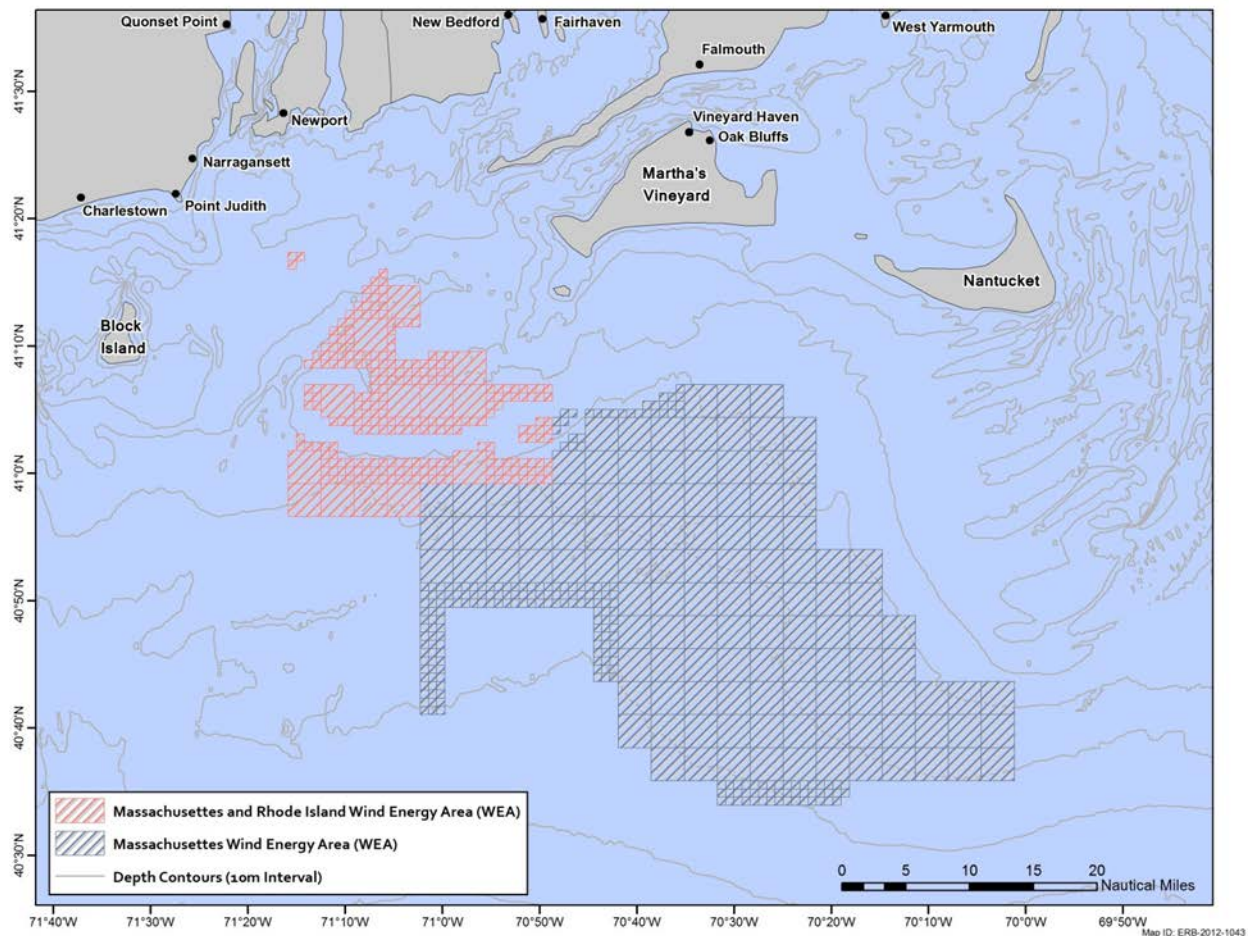 Quonset Point
New Bedford
Fairhaven
West Yarmouth
Falmouth
41°30'N
Newport
Vineyard Haven
Oak Bluffs
Narragansett
Martha's
Vineyard
Charlestown
Point Judith
41°20'N
Nantucket
Block
Island
41°10'N
41°0'N
40°50'N
40°40'N
40°30'N
Massachusettes and Rhode Island Wind Energy Area (WEA)
Massachusettes Wind Energy Area (WEA)
Depth Contours (10m Interval)
0 5 10 15 20
Nautical Miles
71°40'W 71°30'W 71°20'W 71°10'W 71°0'W 70°50'W 70°40'W 70°30'W 70°20'W 70°10'W 70°0'W 69°50'W
Map ID: ERB-2012-1043